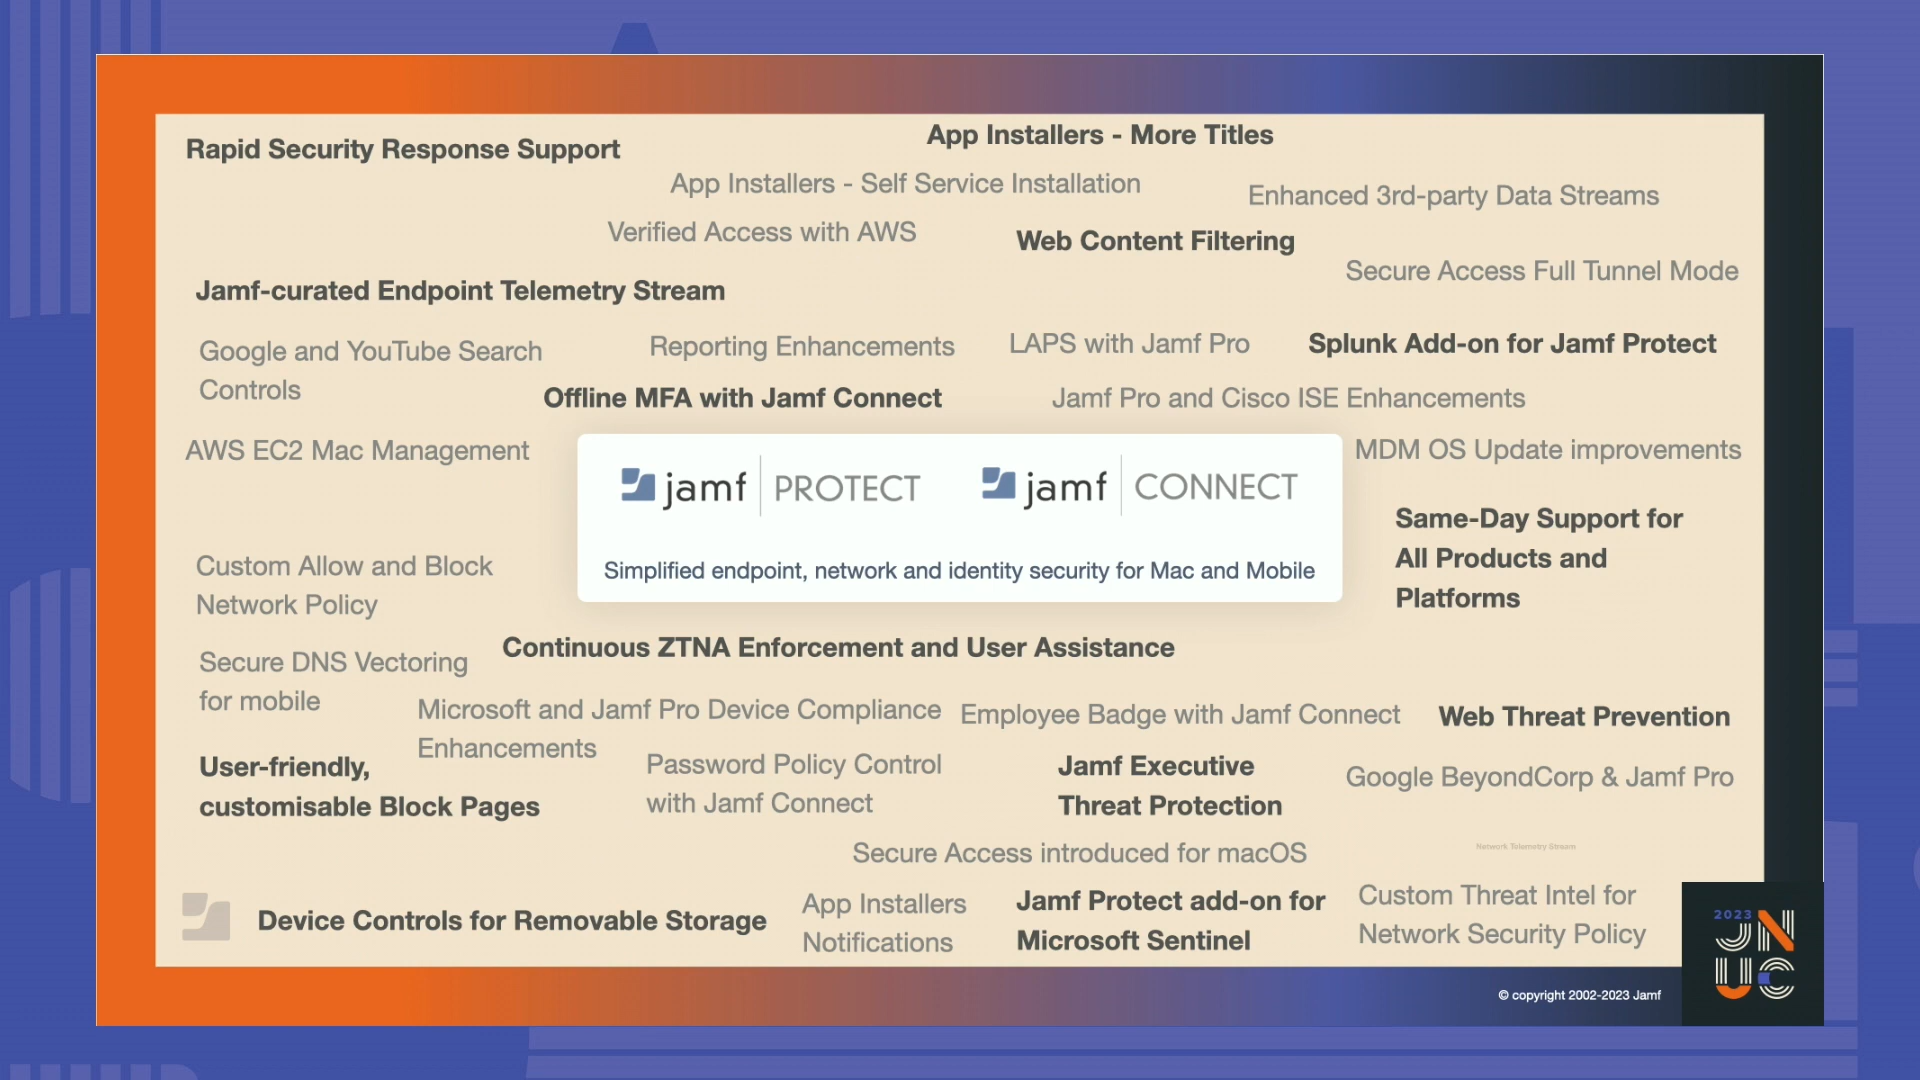 Rapid Security Response Support
App Installers - More Titles
App Installers - Self Service Installation
Enhanced 3rd-party Data Streams
Verified Access with AWS
Web Content Filtering
Secure Access Full Tunnel Mode
Jamf-curated Endpoint Telemetry Stream
Google and YouTube Search
Controls
Reporting Enhancements
LAPS with Jamf Pro
Splunk Add-on for Jamf Protect
Offline MFA with Jamf Connect
Jamf Pro and Cisco ISE Enhancements
AWS EC2 Mac Management
MDM OS Update improvements
jamf | PROTECT
jamf | CONNECT
Simplified endpoint, network and identity security for Mac and Mobile
Same-Day Support for
All Products and
Platforms
Custom Allow and Block
Network Policy
Continuous ZTNA Enforcement and User Assistance
Secure DNS Vectoring
for mobile
Microsoft and Jamf Pro Device Compliance
Enhancements
Employee Badge with Jamf Connect
Web Threat Prevention
User-friendly,
customisable Block Pages
Password Policy Control
with Jamf Connect
Jamf Executive
Threat Protection
Google BeyondCorp & Jamf Pro
Secure Access introduced for macOS
Network Telemetry Stream
Device Controls for Removable Storage
App Installers
Notifications
Jamf Protect add-on for
Microsoft Sentinel
Custom Threat Intel for
Network Security Policy
© copyright 2002-2023 Jamf
2023
JN
UC